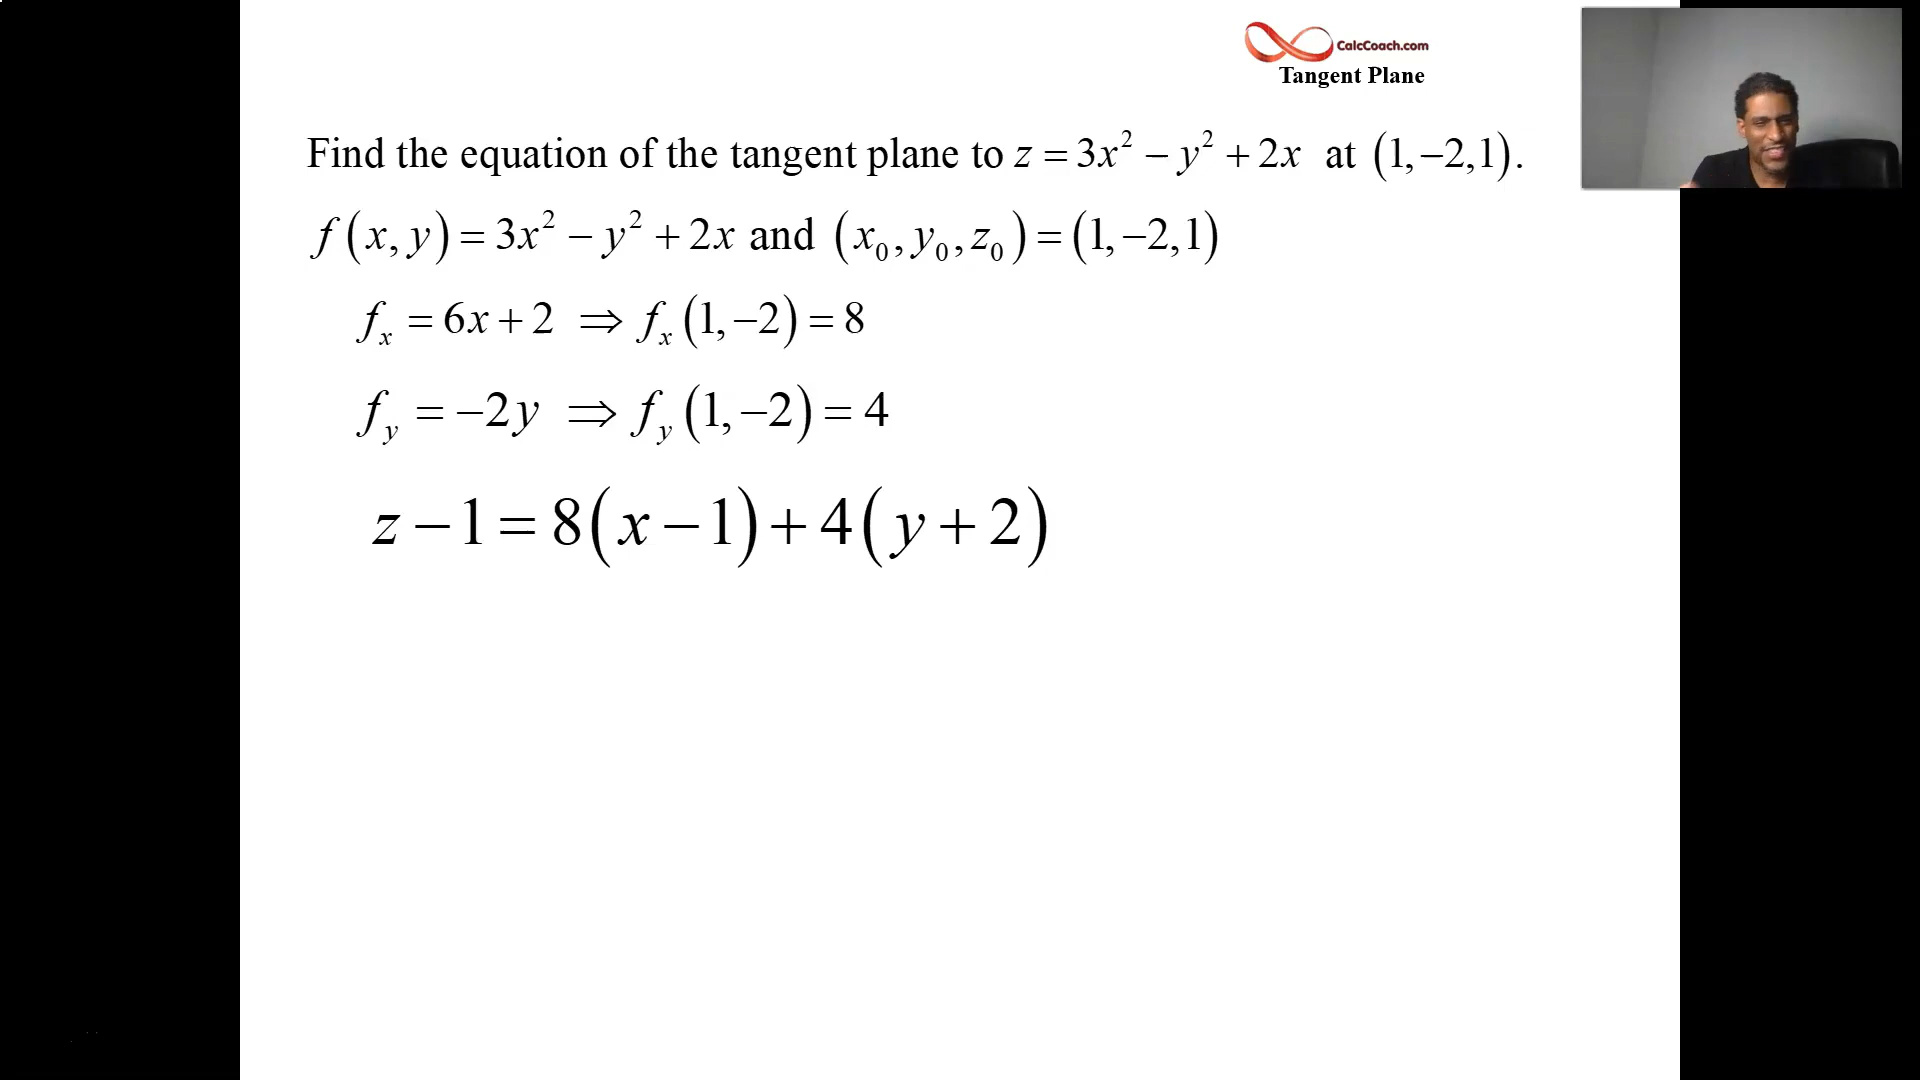 CalcCoach.com
Tangent Plane
Find the equation of the tangent plane to z = 3x² − y² + 2x at (1,−2,1).
f(x,y) = 3x² − y² + 2x and (x₀,y₀,z₀) = (1,−2,1)
fₓ = 6x + 2 ⇒ fₓ(1,−2) = 8
f_y = −2y ⇒ f_y(1,−2) = 4
z − 1 = 8(x − 1) + 4(y + 2)